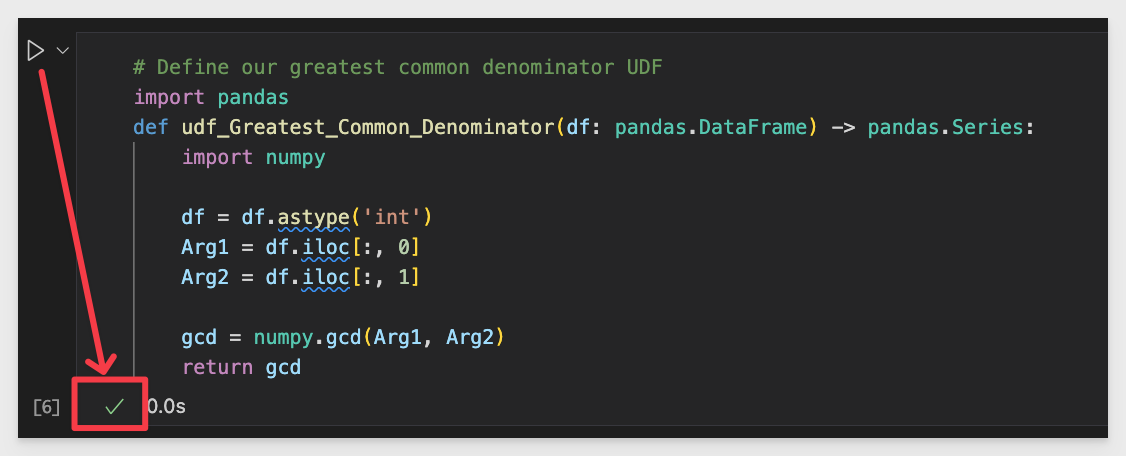 # Define our greatest common denominator UDF
import pandas
def udf_Greatest_Common_Denominator(df: pandas.DataFrame) -> pandas.Series:
    import numpy
    df = df.astype('int')
    Arg1 = df.iloc[:, 0]
    Arg2 = df.iloc[:, 1]
    gcd = numpy.gcd(Arg1, Arg2)
    return gcd
[6] 0.0s